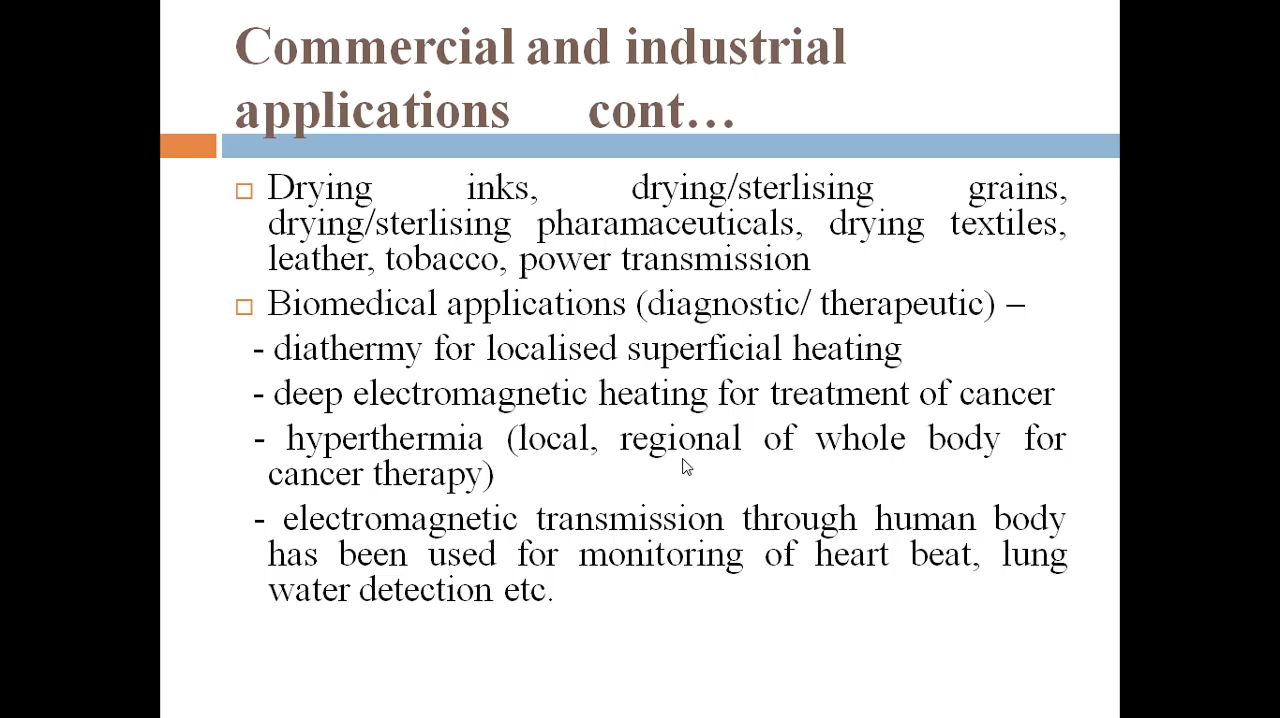 Commercial and industrial
applications cont…
Drying inks, drying/sterlising grains,
drying/sterlising pharamaceuticals, drying textiles,
leather, tobacco, power transmission
Biomedical applications (diagnostic/ therapeutic) –
- diathermy for localised superficial heating
- deep electromagnetic heating for treatment of cancer
- hyperthermia (local, regional of whole body for
cancer therapy)
- electromagnetic transmission through human body
has been used for monitoring of heart beat, lung
water detection etc.